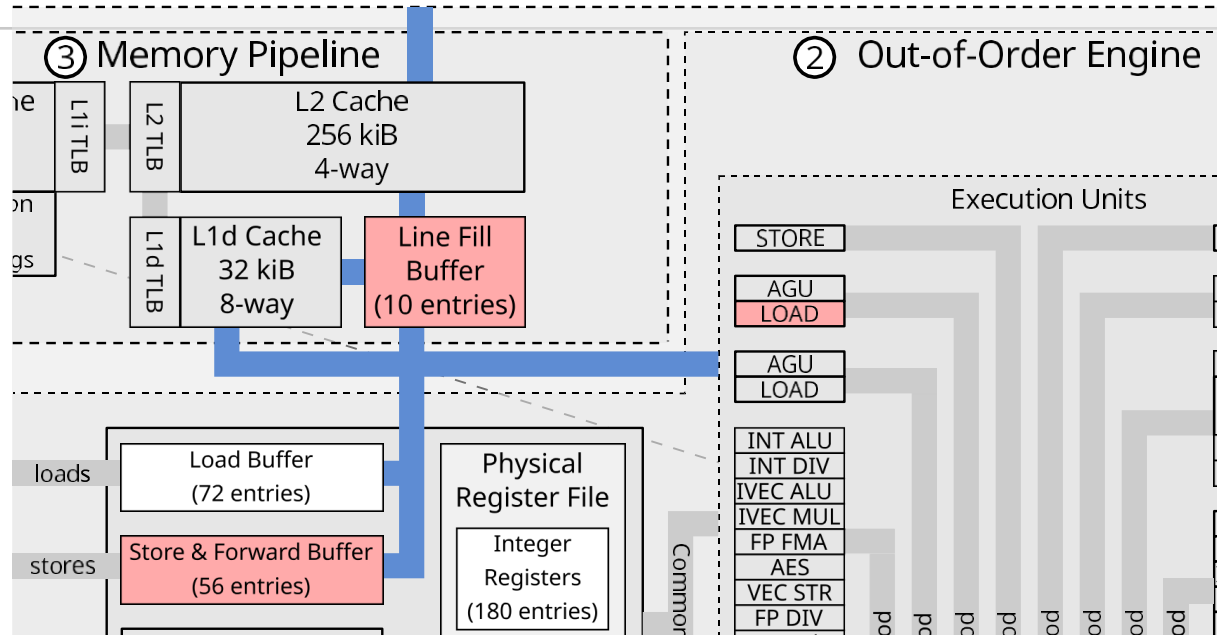 3 Memory Pipeline
2 Out-of-Order Engine
L1i TLB
L2 TLB
L2 Cache
256 kiB
4-way
L1d TLB
L1d Cache
32 kiB
8-way
Line Fill
Buffer
(10 entries)
Execution Units
STORE
AGU
LOAD
AGU
LOAD
INT ALU
INT DIV
IVEC ALU
IVEC MUL
FP FMA
AES
VEC STR
FP DIV
loads
Load Buffer
(72 entries)
stores
Store & Forward Buffer
(56 entries)
Physical
Register File
Integer
Registers
(180 entries)
Common